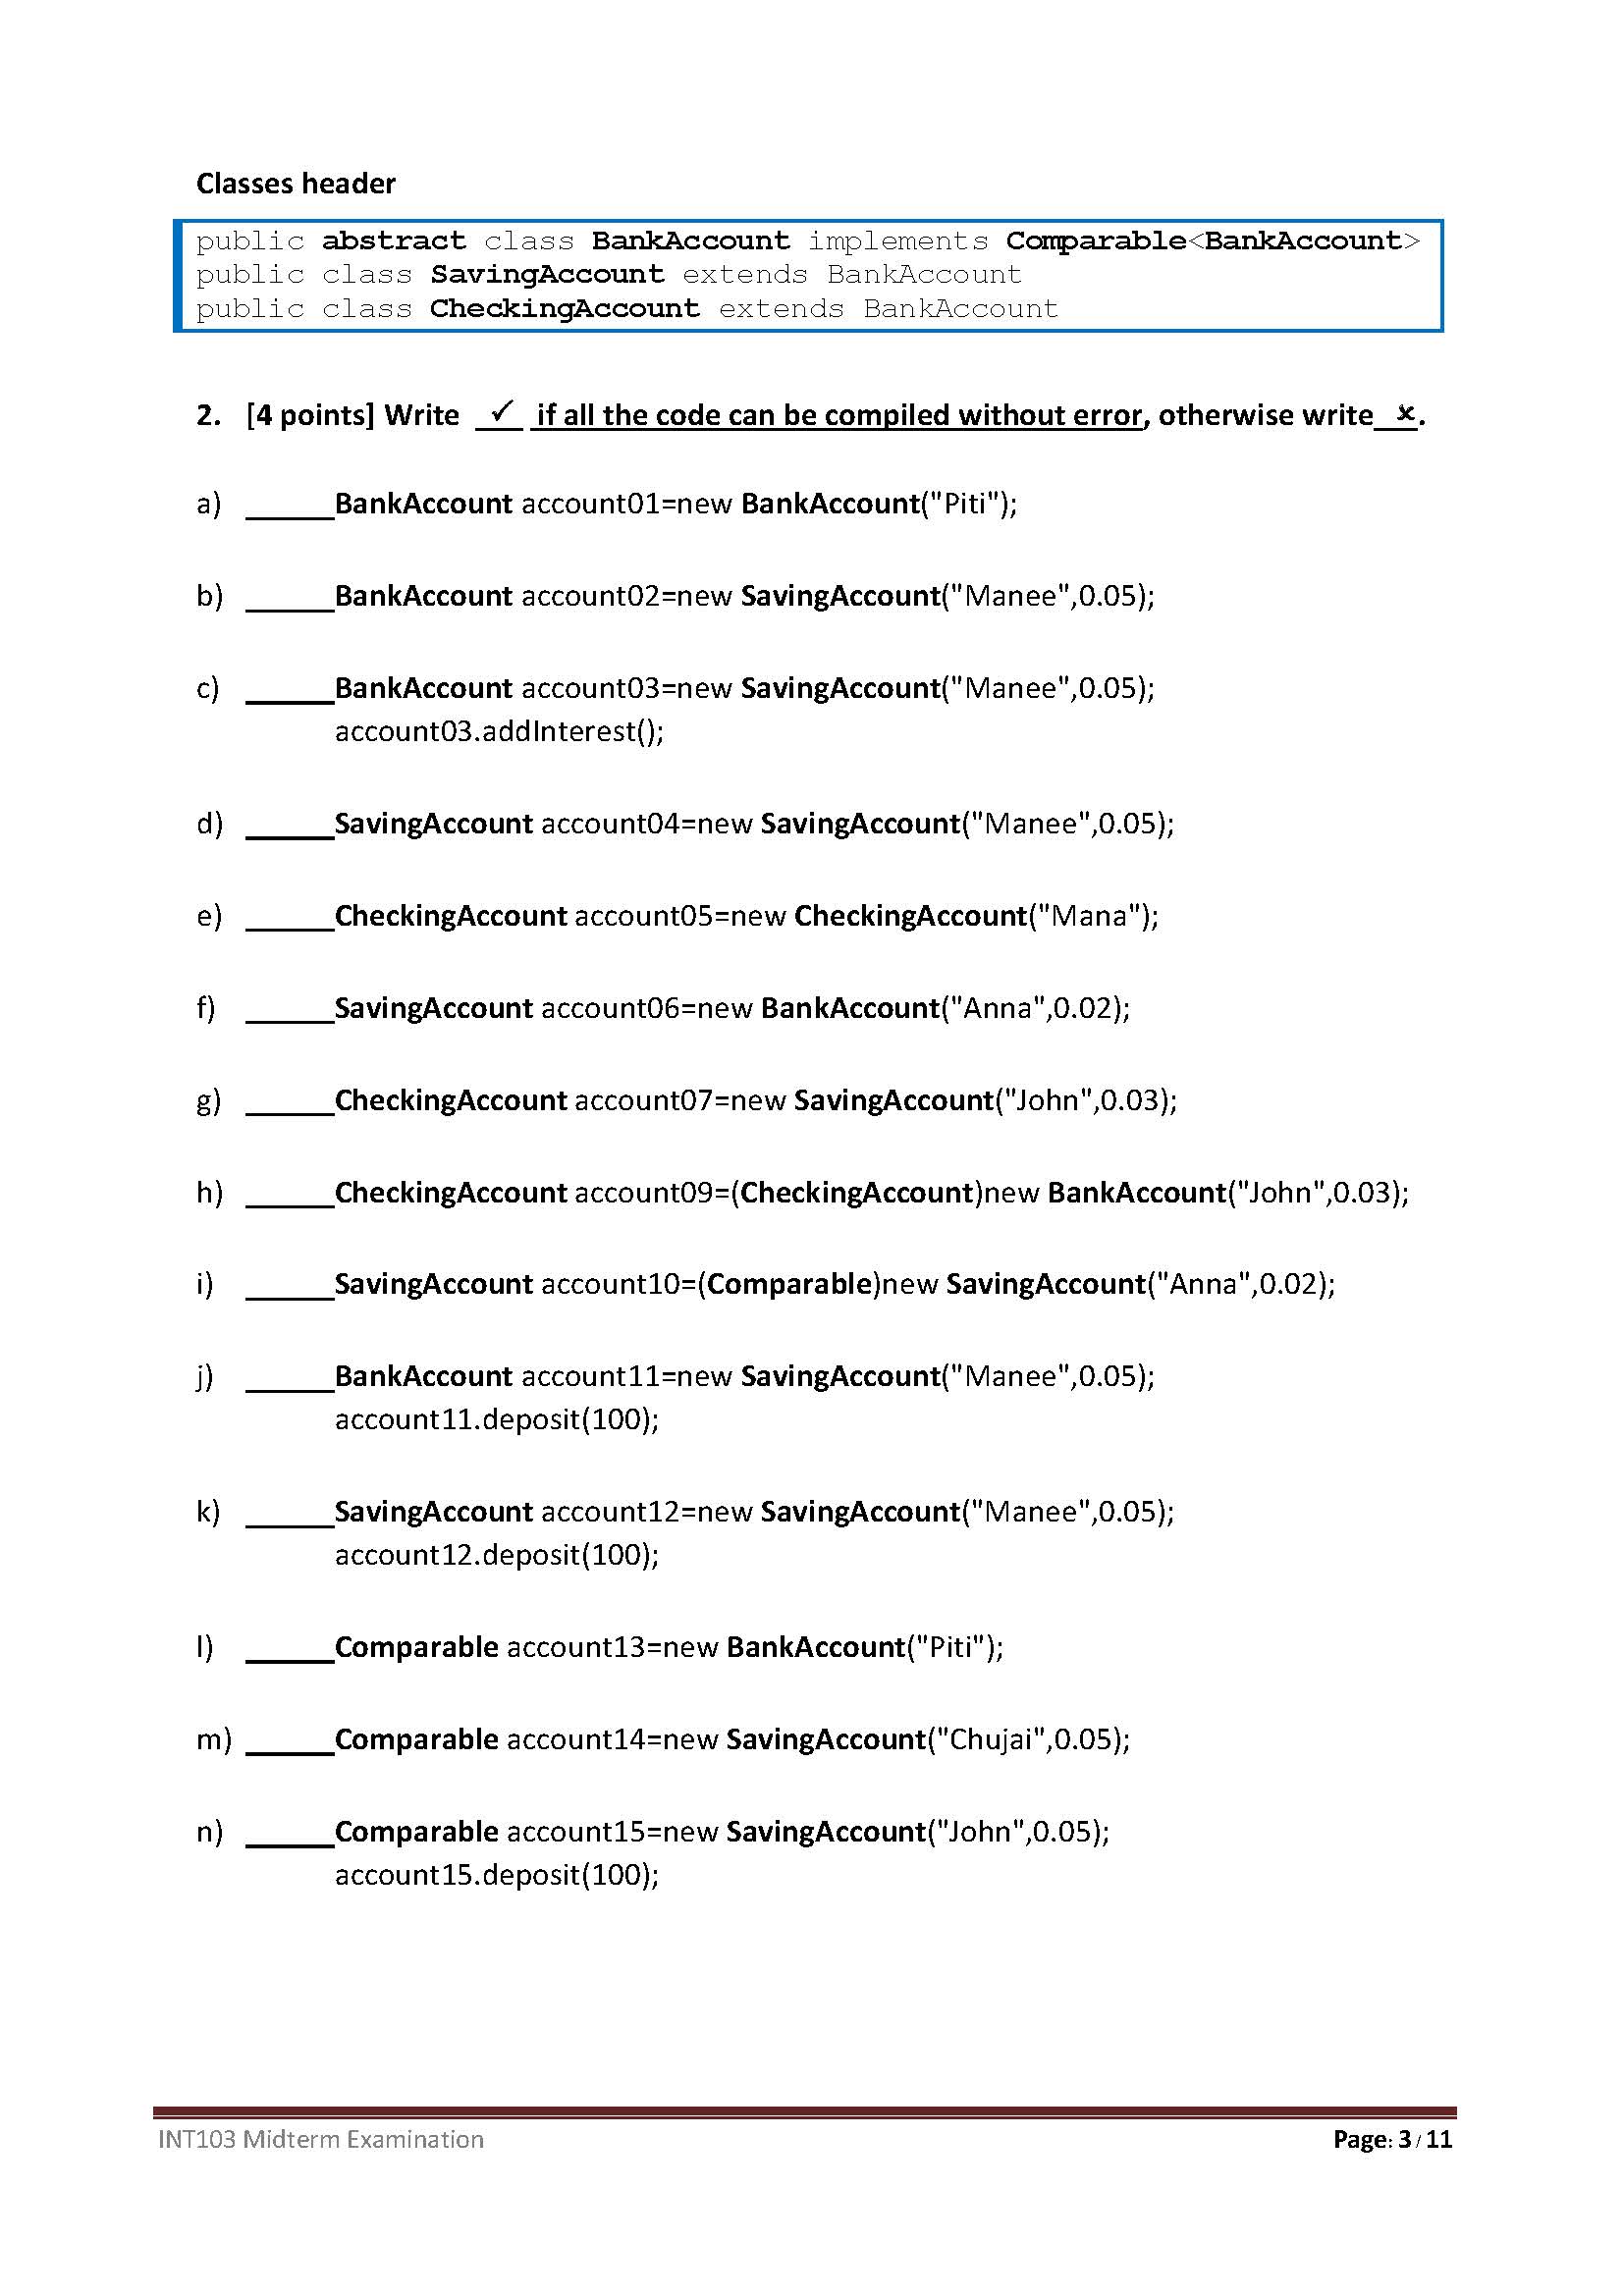 Classes header
public abstract class BankAccount implements Comparable<BankAccount>
public class SavingAccount extends BankAccount
public class CheckingAccount extends BankAccount
2. [4 points] Write ✓ if all the code can be compiled without error, otherwise write ×.
a) ______BankAccount account01=new BankAccount("Piti");
b) ______BankAccount account02=new SavingAccount("Manee",0.05);
c) ______BankAccount account03=new SavingAccount("Manee",0.05);
account03.addInterest();
d) ______SavingAccount account04=new SavingAccount("Manee",0.05);
e) ______CheckingAccount account05=new CheckingAccount("Mana");
f) ______SavingAccount account06=new BankAccount("Anna",0.02);
g) ______CheckingAccount account07=new SavingAccount("John",0.03);
h) ______CheckingAccount account09=(CheckingAccount)new BankAccount("John",0.03);
i) ______SavingAccount account10=(Comparable)new SavingAccount("Anna",0.02);
j) ______BankAccount account11=new SavingAccount("Manee",0.05);
account11.deposit(100);
k) ______SavingAccount account12=new SavingAccount("Manee",0.05);
account12.deposit(100);
l) ______Comparable account13=new BankAccount("Piti");
m) ______Comparable account14=new SavingAccount("Chujai",0.05);
n) ______Comparable account15=new SavingAccount("John",0.05);
account15.deposit(100);
INT103 Midterm Examination Page: 3 / 11